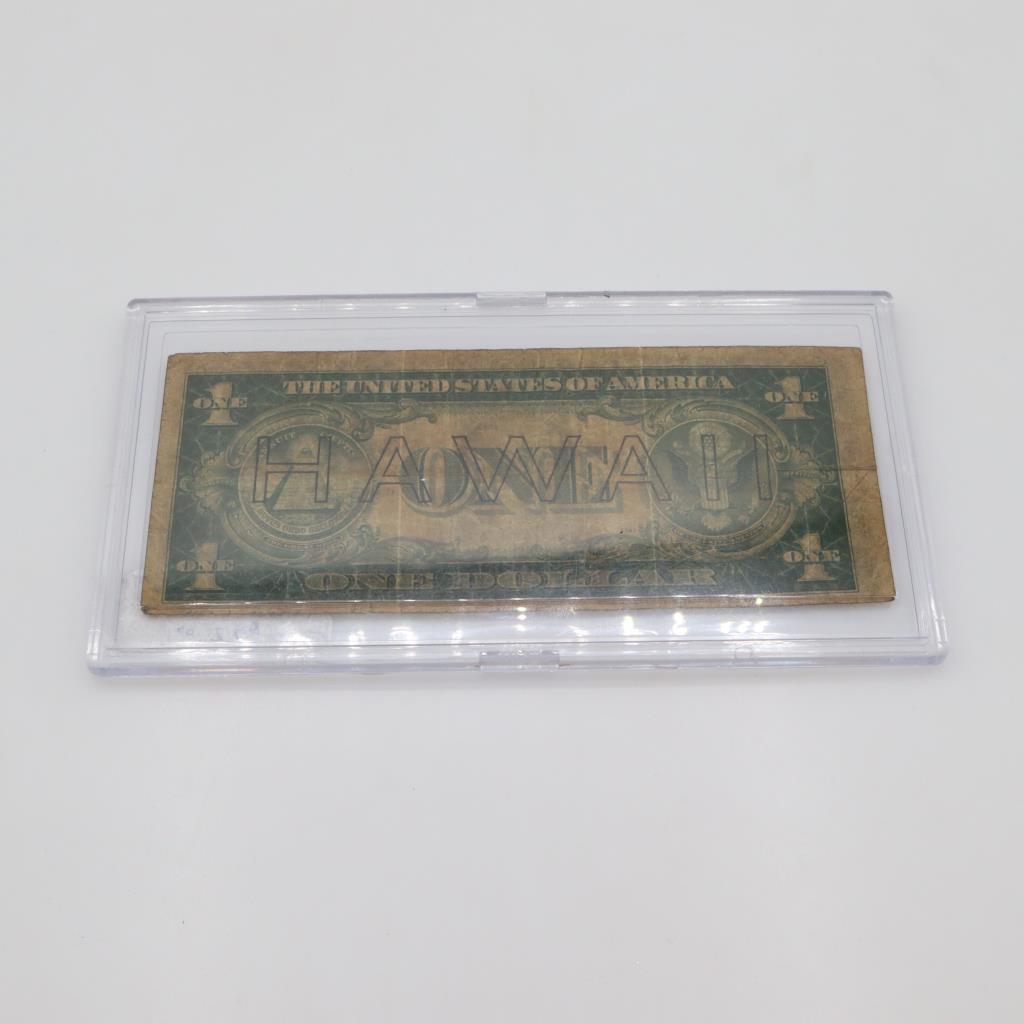 THE UNITED STATES OF AMERICA
1 ONE
1 ONE
HAWAII
ONE
1 ONE
1 ONE
ONE DOLLAR